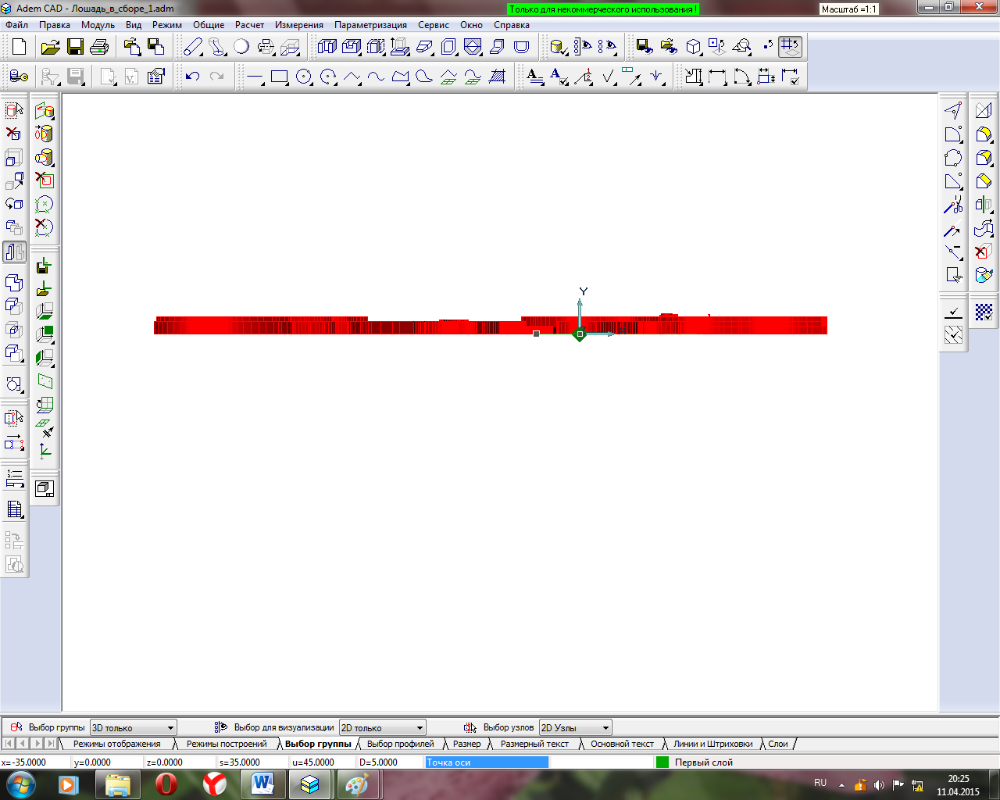 Adem CAD - Лошадь_в_сборе_1.adm
Только для некоммерческого использования !
Масштаб =1:1
Файл Правка Модуль Вид Режим Общие Расчет Измерения Параметризация Сервис Окно Справка
Y
Выбор группы 3D только Выбор для визуализации 2D только Выбор узлов 2D Узлы
Режимы отображения Режимы построений Выбор группы Выбор профилей Размер Размерный текст Основной текст Линии и Штриховки Слои
x=-35.0000 y=0.0000 z=0.0000 s=35.0000 u=45.0000 D=5.0000 Точка оси Первый слой
RU 20:25
11.04.2015